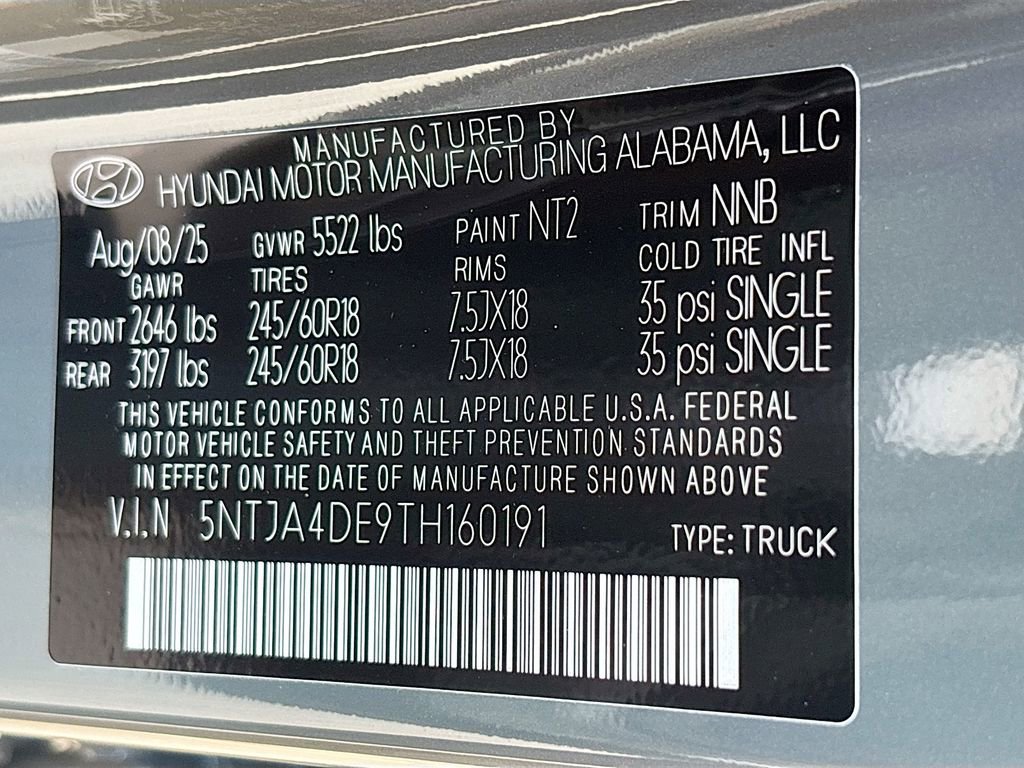 MANUFACTURED BY
HYUNDAI MOTOR MANUFACTURING ALABAMA, LLC
Aug/08/25 GVWR 5522 lbs PAINT NT2 TRIM NNB
GAWR TIRES RIMS COLD TIRE INFL
FRONT 2646 lbs 245/60R18 7.5JX18 35 psi SINGLE
REAR 3197 lbs 245/60R18 7.5JX18 35 psi SINGLE
THIS VEHICLE CONFORMS TO ALL APPLICABLE U.S.A. FEDERAL
MOTOR VEHICLE SAFETY AND THEFT PREVENTION STANDARDS
IN EFFECT ON THE DATE OF MANUFACTURE SHOWN ABOVE
V.I.N 5NTJA4DE9TH160191 TYPE: TRUCK